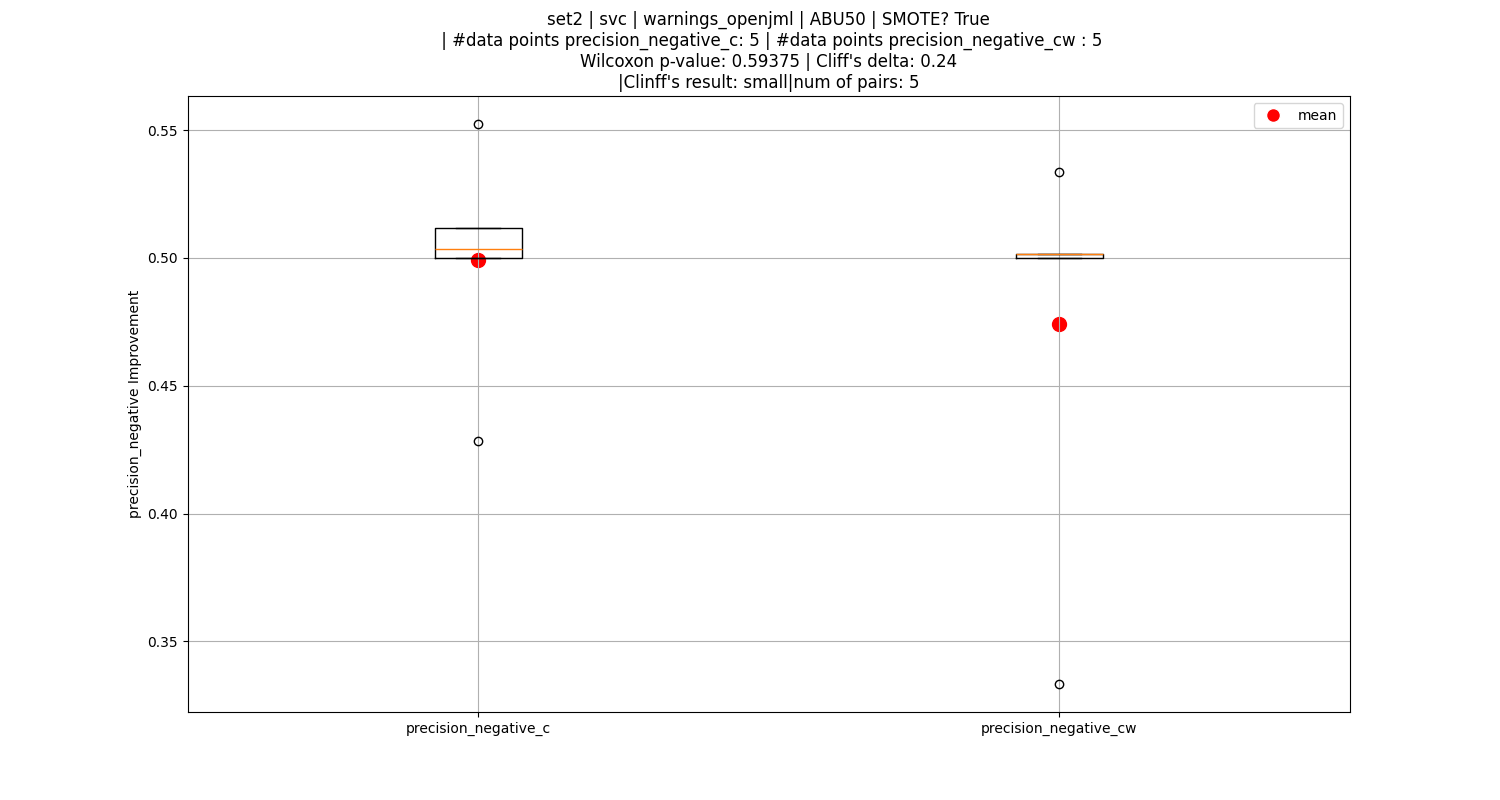 set2 | svc | warnings_openjml | ABU50 | SMOTE? True
| #data points precision_negative_c: 5 | #data points precision_negative_cw : 5
Wilcoxon p-value: 0.59375 | Cliff's delta: 0.24
|Clinff's result: small|num of pairs: 5
mean
0.55
0.50
0.45
0.40
0.35
precision_negative Improvement
precision_negative_c
precision_negative_cw